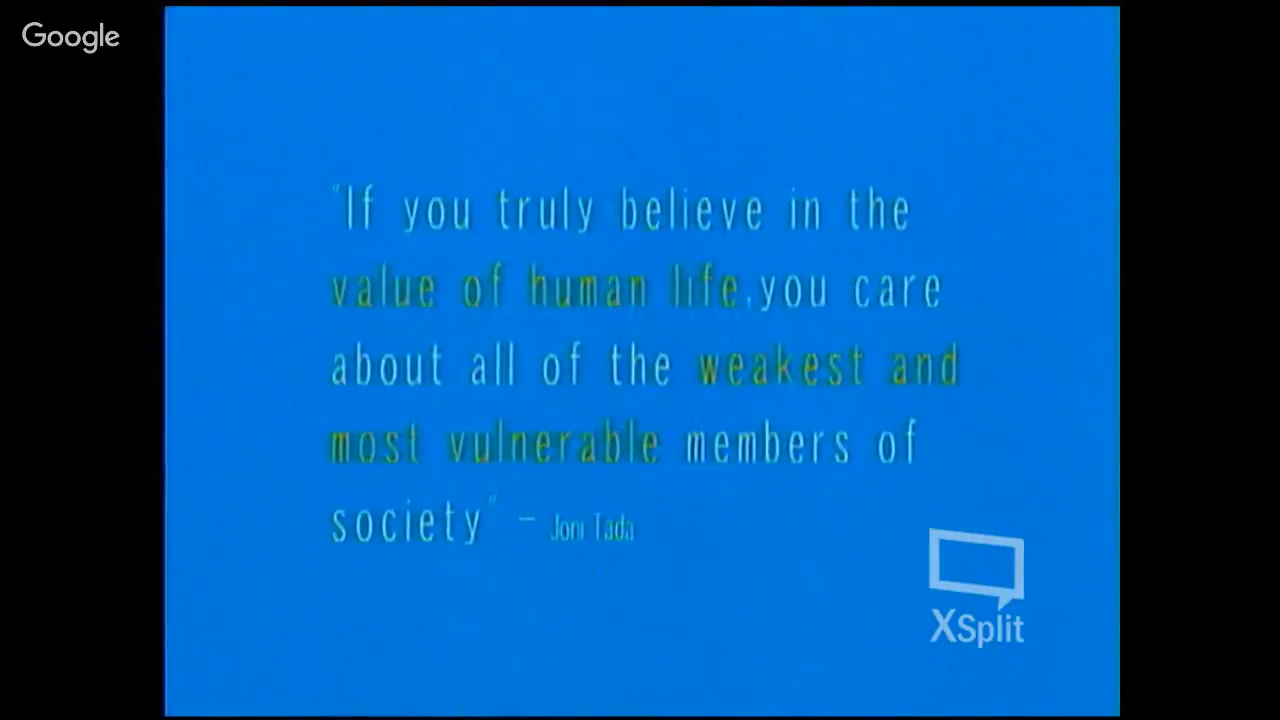 Google
"If you truly believe in the
value of human life,you care
about all of the weakest and
most vulnerable members of
society" - Joni Tada
XSplit